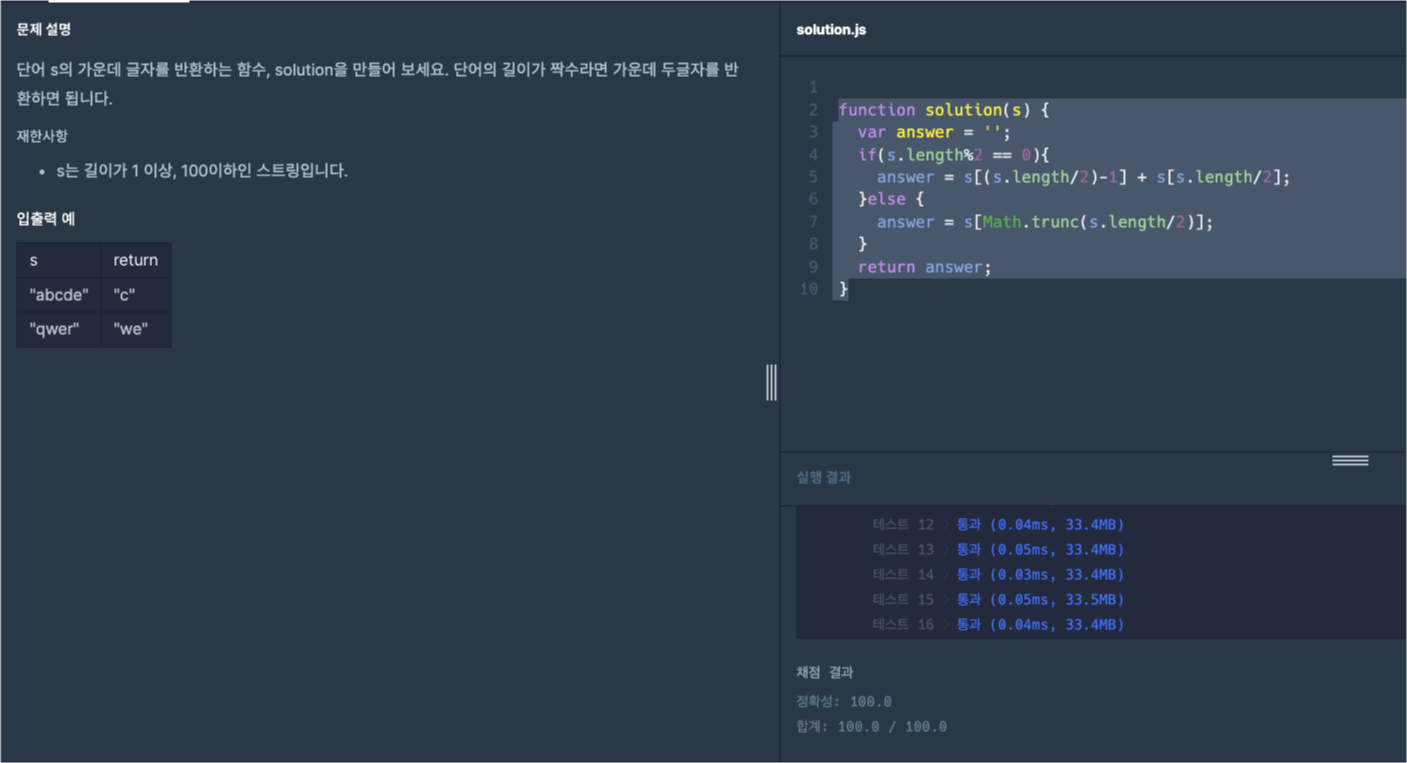 문제 설명
단어 s의 가운데 글자를 반환하는 함수, solution을 만들어 보세요. 단어의 길이가 짝수라면 가운데 두글자를 반
환하면 됩니다.
재한사항
• s는 길이가 1 이상, 100이하인 스트링입니다.
입출력 예
s return
"abcde" "c"
"qwer" "we"
solution.js
1
2 function solution(s) {
3 var answer = '';
4 if(s.length%2 == 0){
5 answer = s[(s.length/2)-1] + s[s.length/2];
6 }else {
7 answer = s[Math.trunc(s.length/2)];
8 }
9 return answer;
10 }
실행 결과
테스트 12 〉 통과 (0.04ms, 33.4MB)
테스트 13 〉 통과 (0.05ms, 33.4MB)
테스트 14 〉 통과 (0.03ms, 33.4MB)
테스트 15 〉 통과 (0.05ms, 33.5MB)
테스트 16 〉 통과 (0.04ms, 33.4MB)
채점 결과
정확성: 100.0
합계: 100.0 / 100.0